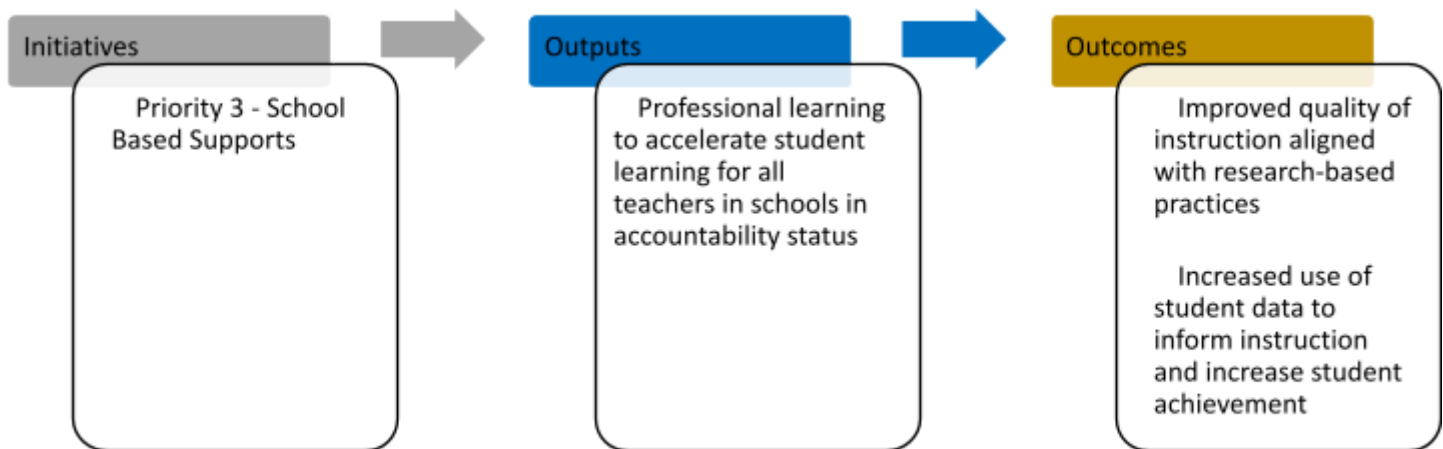 Initiatives
Priority 3 - School
Based Supports
Outputs
Professional learning
to accelerate student
learning for all
teachers in schools in
accountability status
Outcomes
Improved quality of
instruction aligned
with research-based
practices
Increased use of
student data to
inform instruction
and increase student
achievement